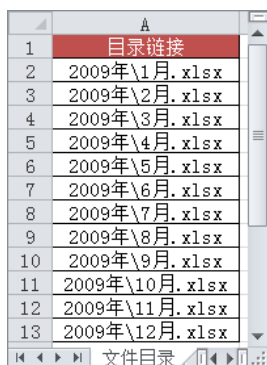 A
1 目录链接
2 2009年\1月.xlsx
3 2009年\2月.xlsx
4 2009年\3月.xlsx
5 2009年\4月.xlsx
6 2009年\5月.xlsx
7 2009年\6月.xlsx
8 2009年\7月.xlsx
9 2009年\8月.xlsx
10 2009年\9月.xlsx
11 2009年\10月.xlsx
12 2009年\11月.xlsx
13 2009年\12月.xlsx
文件目录